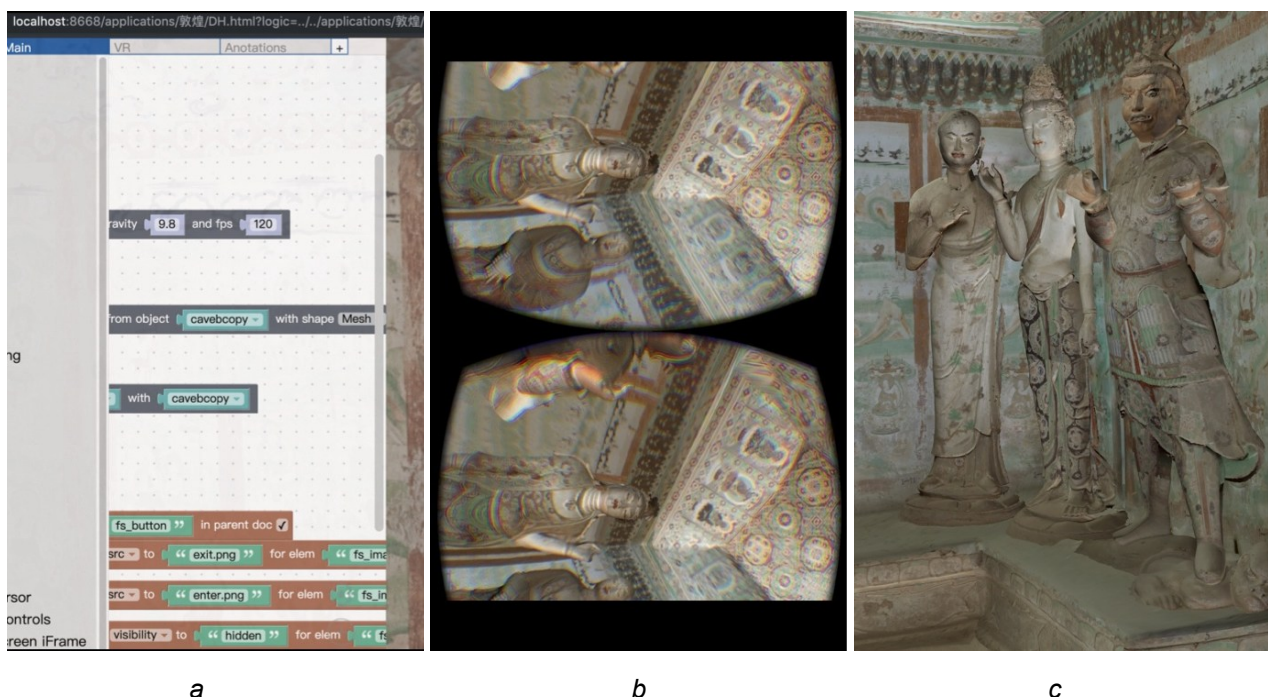 localhost:8668/applications/敦煌/DH.html?logic=../../applications/敦煌/
Main VR Anotations +
ravity 9.8 and fps 120
from object cavebcopy with shape Mesh
ng
with cavebcopy
“ fs_button ” in parent doc
src to “ exit.png ” for elem “ fs_ima
src to “ enter.png ” for elem “ fs_in
rsor
ontrols
visibility to “ hidden ” for elem “ fs
creen iFrame
a b c